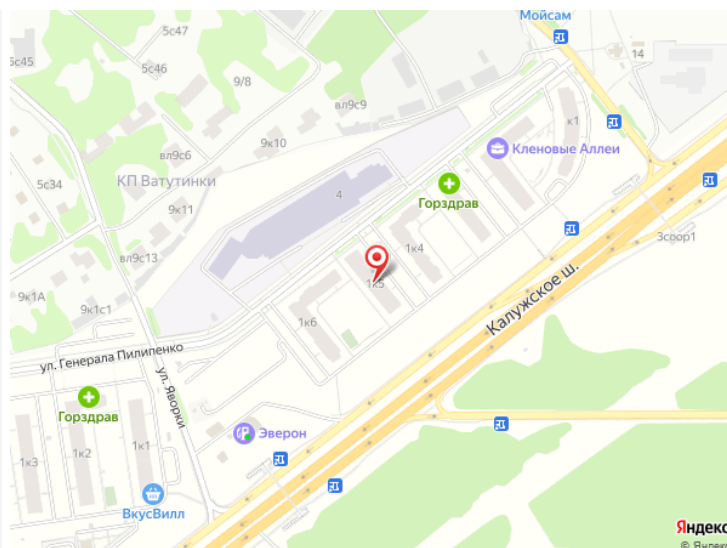 Мойсам
5с47
5с45
5с46
14
9/8
вл9с9
к1
9к10
Кленовые Аллеи
вл9с6
5с34
КП Ватутинки
4
Горздрав
9к11
3соор1
1к4
вл9с13
1к5
9к1А
9к1с1
Калужское ш.
1к6
ул. Генерала Пилипенко
ул. Яворки
Горздрав
Эверон
1к1
1к2
1к3
ВкусВилл
Яндекс
© Яндекс